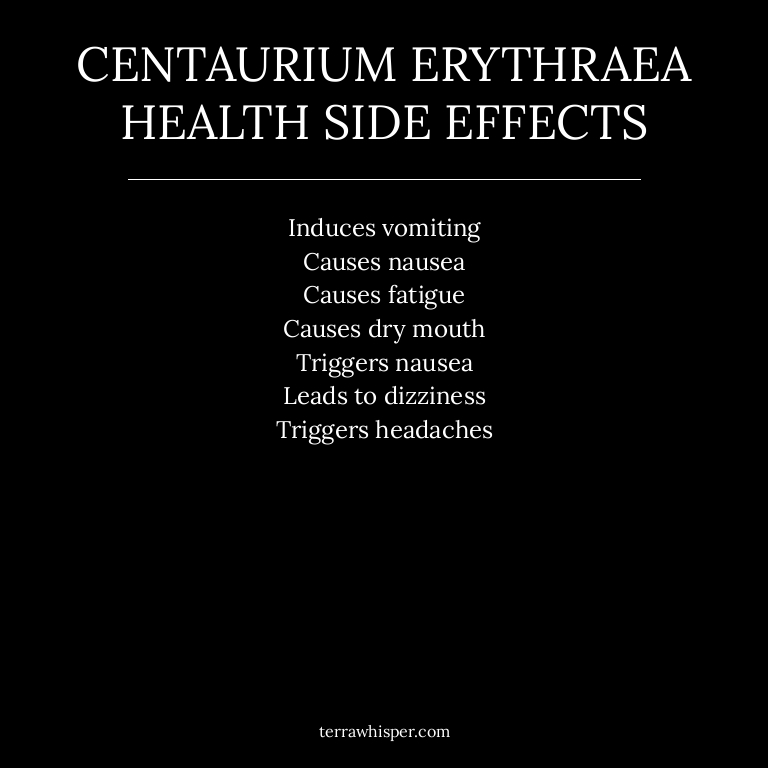 CENTAURIUM ERYTHRAEA
HEALTH SIDE EFFECTS
Induces vomiting
Causes nausea
Causes fatigue
Causes dry mouth
Triggers nausea
Leads to dizziness
Triggers headaches
terrawhisper.com